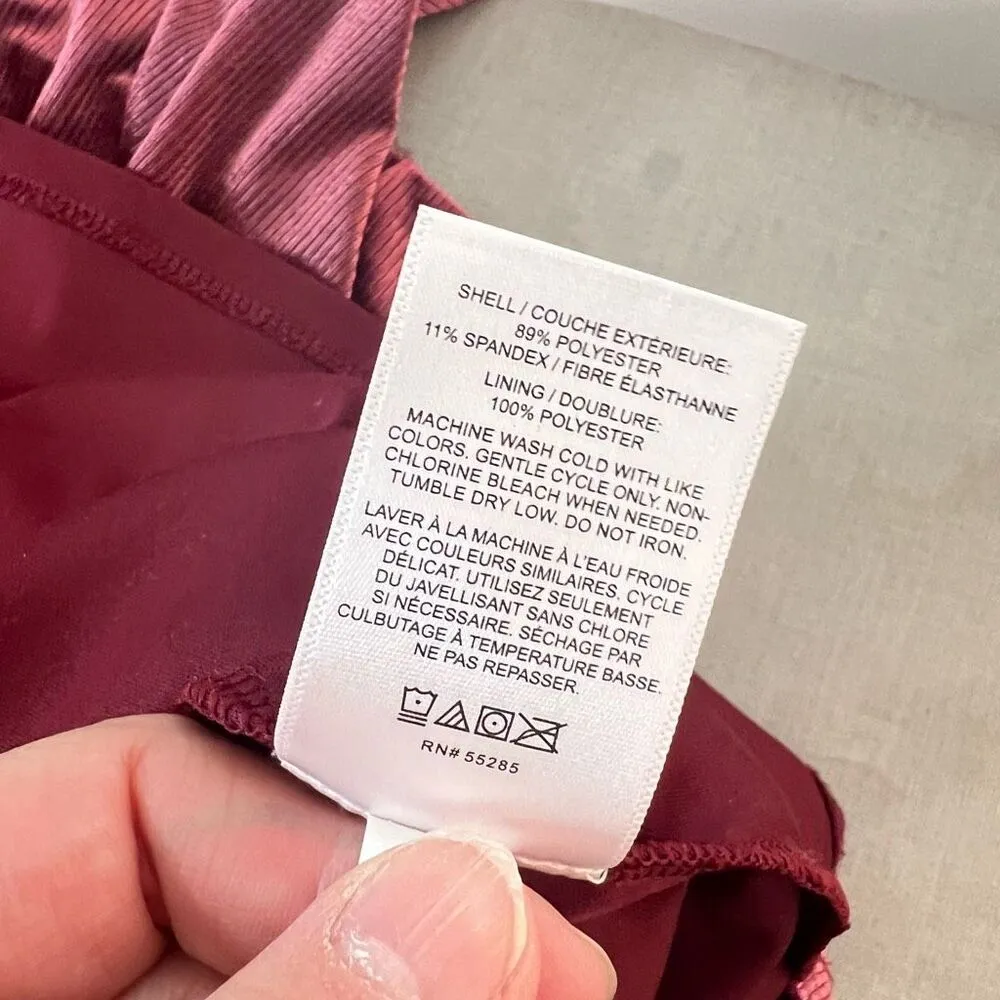 SHELL / COUCHE EXTÉRIEURE:
89% POLYESTER
11% SPANDEX / FIBRE ÉLASTHANNE
LINING / DOUBLURE:
100% POLYESTER
MACHINE WASH COLD WITH LIKE
COLORS. GENTLE CYCLE ONLY. NON-
CHLORINE BLEACH WHEN NEEDED.
TUMBLE DRY LOW. DO NOT IRON.
LAVER À LA MACHINE À L'EAU FROIDE
AVEC COULEURS SIMILAIRES, CYCLE
DÉLICAT. UTILISEZ SEULEMENT
DU JAVELLISANT SANS CHLORE
SI NÉCESSAIRE. SÉCHAGE PAR
CULBUTAGE À TEMPERATURE BASSE.
NE PAS REPASSER.
RN# 55285